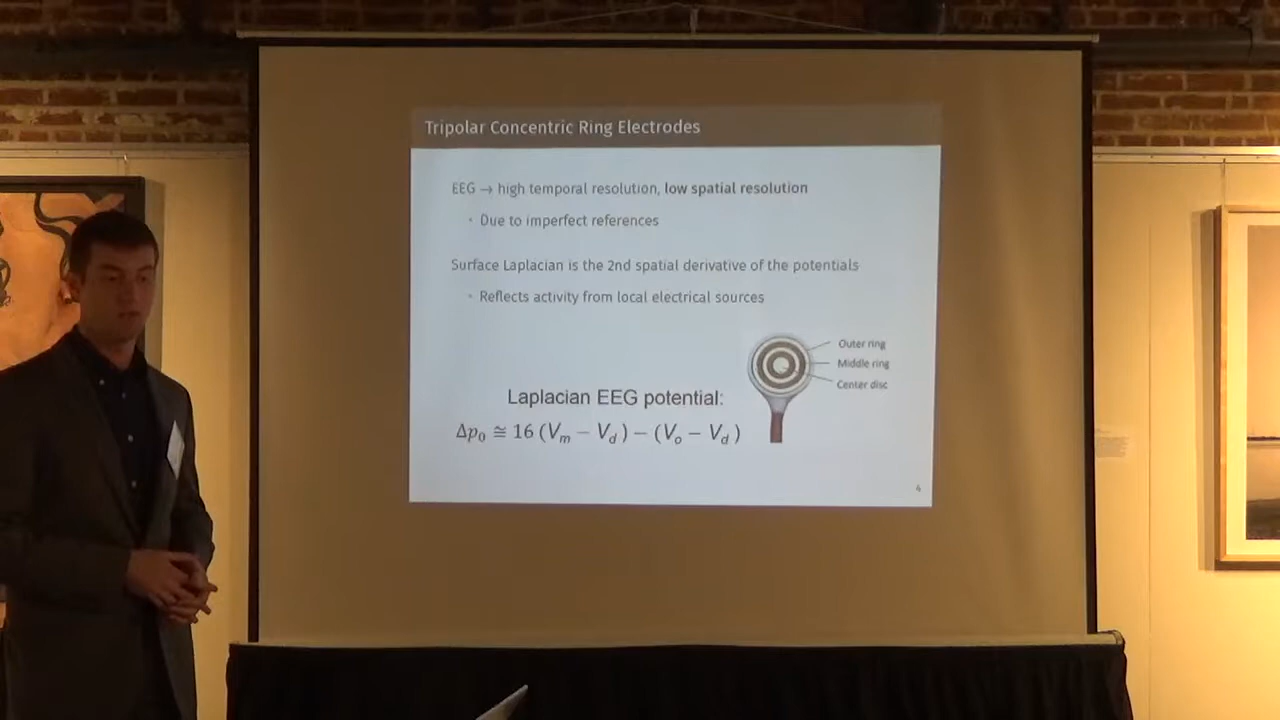 Tripolar Concentric Ring Electrodes
EEG → high temporal resolution, low spatial resolution
• Due to imperfect references
Surface Laplacian is the 2nd spatial derivative of the potentials
• Reflects activity from local electrical sources
Outer ring
Middle ring
Center disc
Laplacian EEG potential:
Δp₀ ≅ 16 (Vₘ − V_d) − (Vₒ − V_d)
4